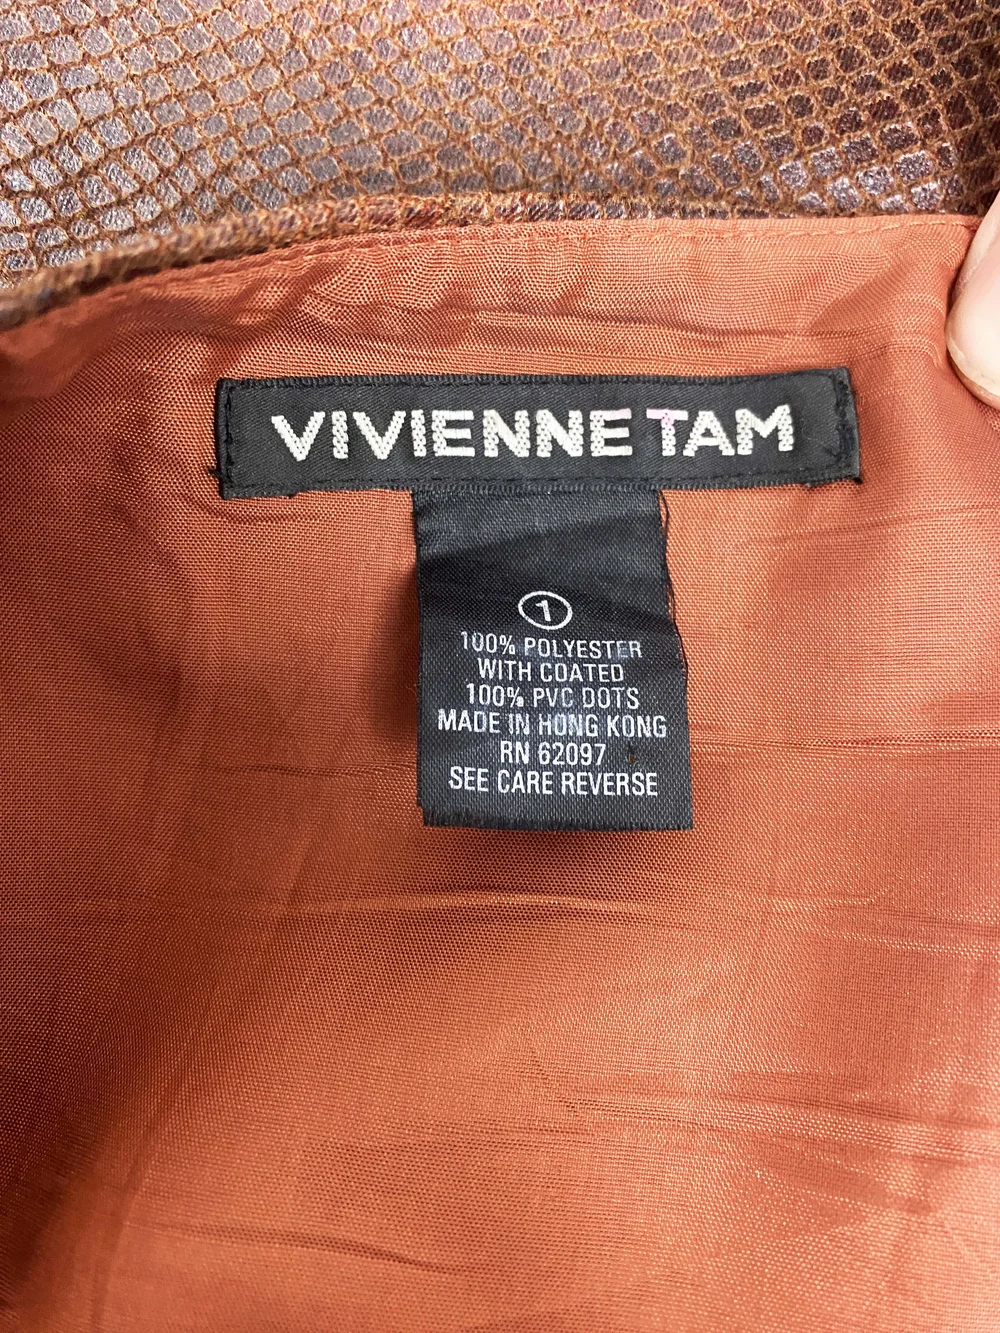 VIVIENNE TAM
1
100% POLYESTER
WITH COATED
100% PVC DOTS
MADE IN HONG KONG
RN 62097
SEE CARE REVERSE